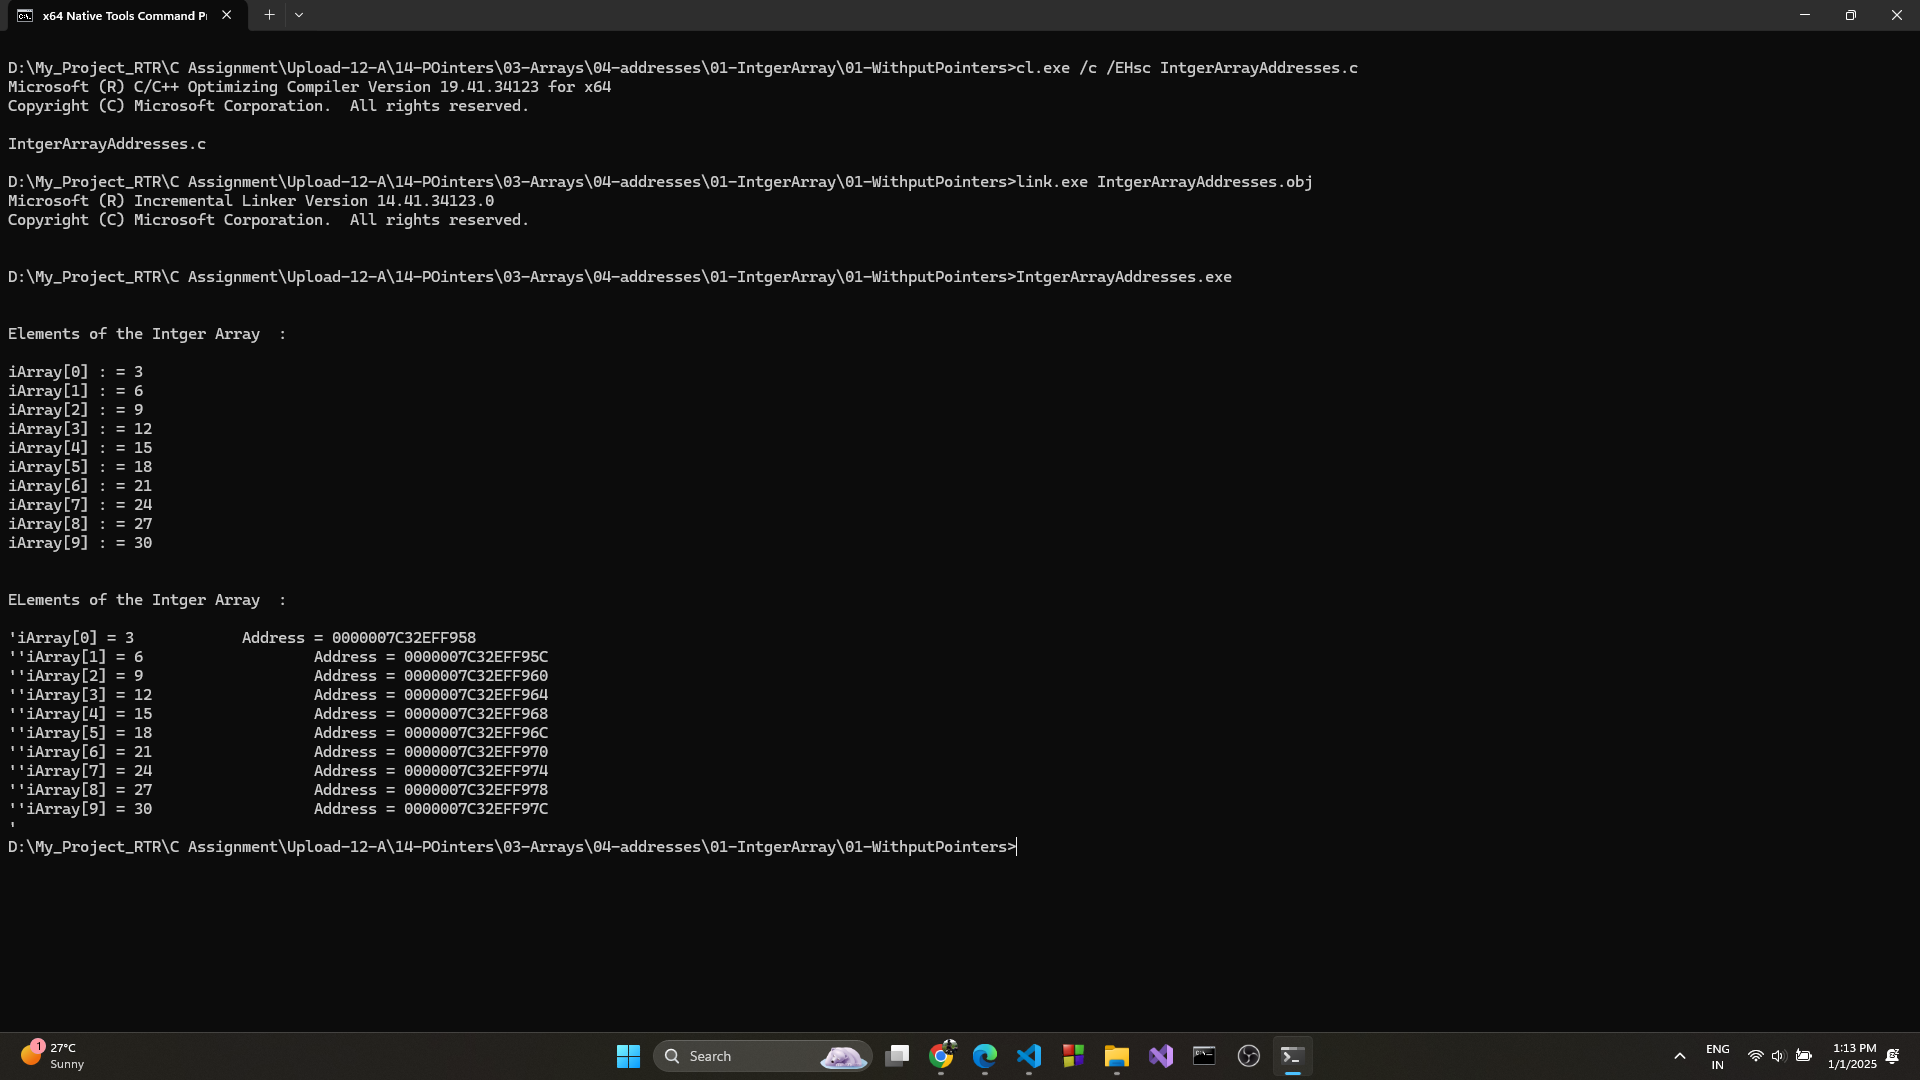 x64 Native Tools Command P
D:\My_Project_RTR\C Assignment\Upload-12-A\14-POinters\03-Arrays\04-addresses\01-IntgerArray\01-WithputPointers>cl.exe /c /EHsc IntgerArrayAddresses.c
Microsoft (R) C/C++ Optimizing Compiler Version 19.41.34123 for x64
Copyright (C) Microsoft Corporation.  All rights reserved.
IntgerArrayAddresses.c
D:\My_Project_RTR\C Assignment\Upload-12-A\14-POinters\03-Arrays\04-addresses\01-IntgerArray\01-WithputPointers>link.exe IntgerArrayAddresses.obj
Microsoft (R) Incremental Linker Version 14.41.34123.0
Copyright (C) Microsoft Corporation.  All rights reserved.
D:\My_Project_RTR\C Assignment\Upload-12-A\14-POinters\03-Arrays\04-addresses\01-IntgerArray\01-WithputPointers>IntgerArrayAddresses.exe
Elements of the Intger Array  :
iArray[0] : = 3
iArray[1] : = 6
iArray[2] : = 9
iArray[3] : = 12
iArray[4] : = 15
iArray[5] : = 18
iArray[6] : = 21
iArray[7] : = 24
iArray[8] : = 27
iArray[9] : = 30
ELements of the Intger Array  :
'iArray[0] = 3            Address = 0000007C32EFF958
''iArray[1] = 6                   Address = 0000007C32EFF95C
''iArray[2] = 9                   Address = 0000007C32EFF960
''iArray[3] = 12                  Address = 0000007C32EFF964
''iArray[4] = 15                  Address = 0000007C32EFF968
''iArray[5] = 18                  Address = 0000007C32EFF96C
''iArray[6] = 21                  Address = 0000007C32EFF970
''iArray[7] = 24                  Address = 0000007C32EFF974
''iArray[8] = 27                  Address = 0000007C32EFF978
''iArray[9] = 30                  Address = 0000007C32EFF97C
'
D:\My_Project_RTR\C Assignment\Upload-12-A\14-POinters\03-Arrays\04-addresses\01-IntgerArray\01-WithputPointers>
1
27°C
Sunny
Search
ENG
IN
1:13 PM
1/1/2025